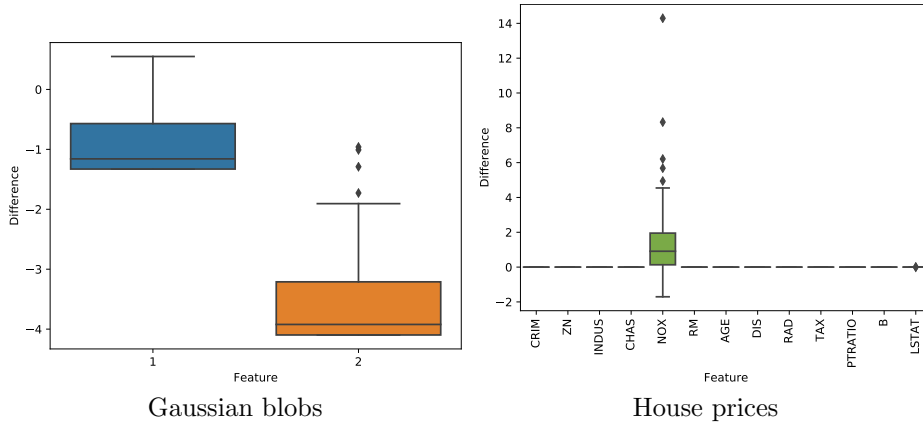 Difference
0
−1
−2
−3
−4
1
2
Feature
Gaussian blobs
Difference
14
12
10
8
6
4
2
0
−2
CRIM
ZN
INDUS
CHAS
NOX
RM
AGE
DIS
RAD
TAX
PTRATIO
B
LSTAT
Feature
House prices